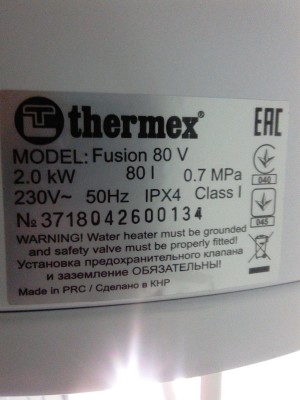 thermex®
EAC
MODEL: Fusion 80 V
2.0 kW 80 l 0.7 MPa
040
230V~ 50Hz IPX4 Class I
№ 3718042600134
045
WARNING! Water heater must be grounded
and safety valve must be properly fitted!
Установка предохранительного клапана
и заземление ОБЯЗАТЕЛЬНЫ!
Made in PRC / Сделано в КНР